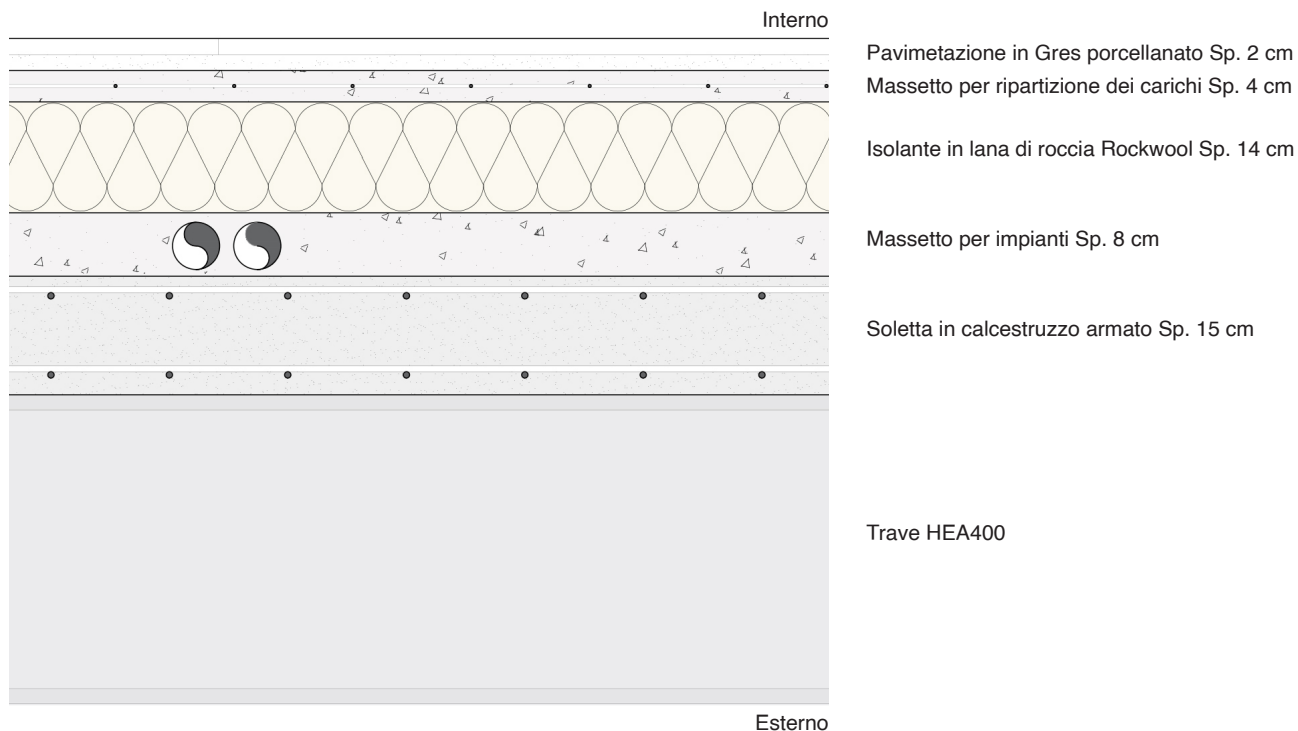 Interno
Pavimetazione in Gres porcellanato Sp. 2 cm
Massetto per ripartizione dei carichi Sp. 4 cm
Isolante in lana di roccia Rockwool Sp. 14 cm
Massetto per impianti Sp. 8 cm
Soletta in calcestruzzo armato Sp. 15 cm
Trave HEA400
Esterno